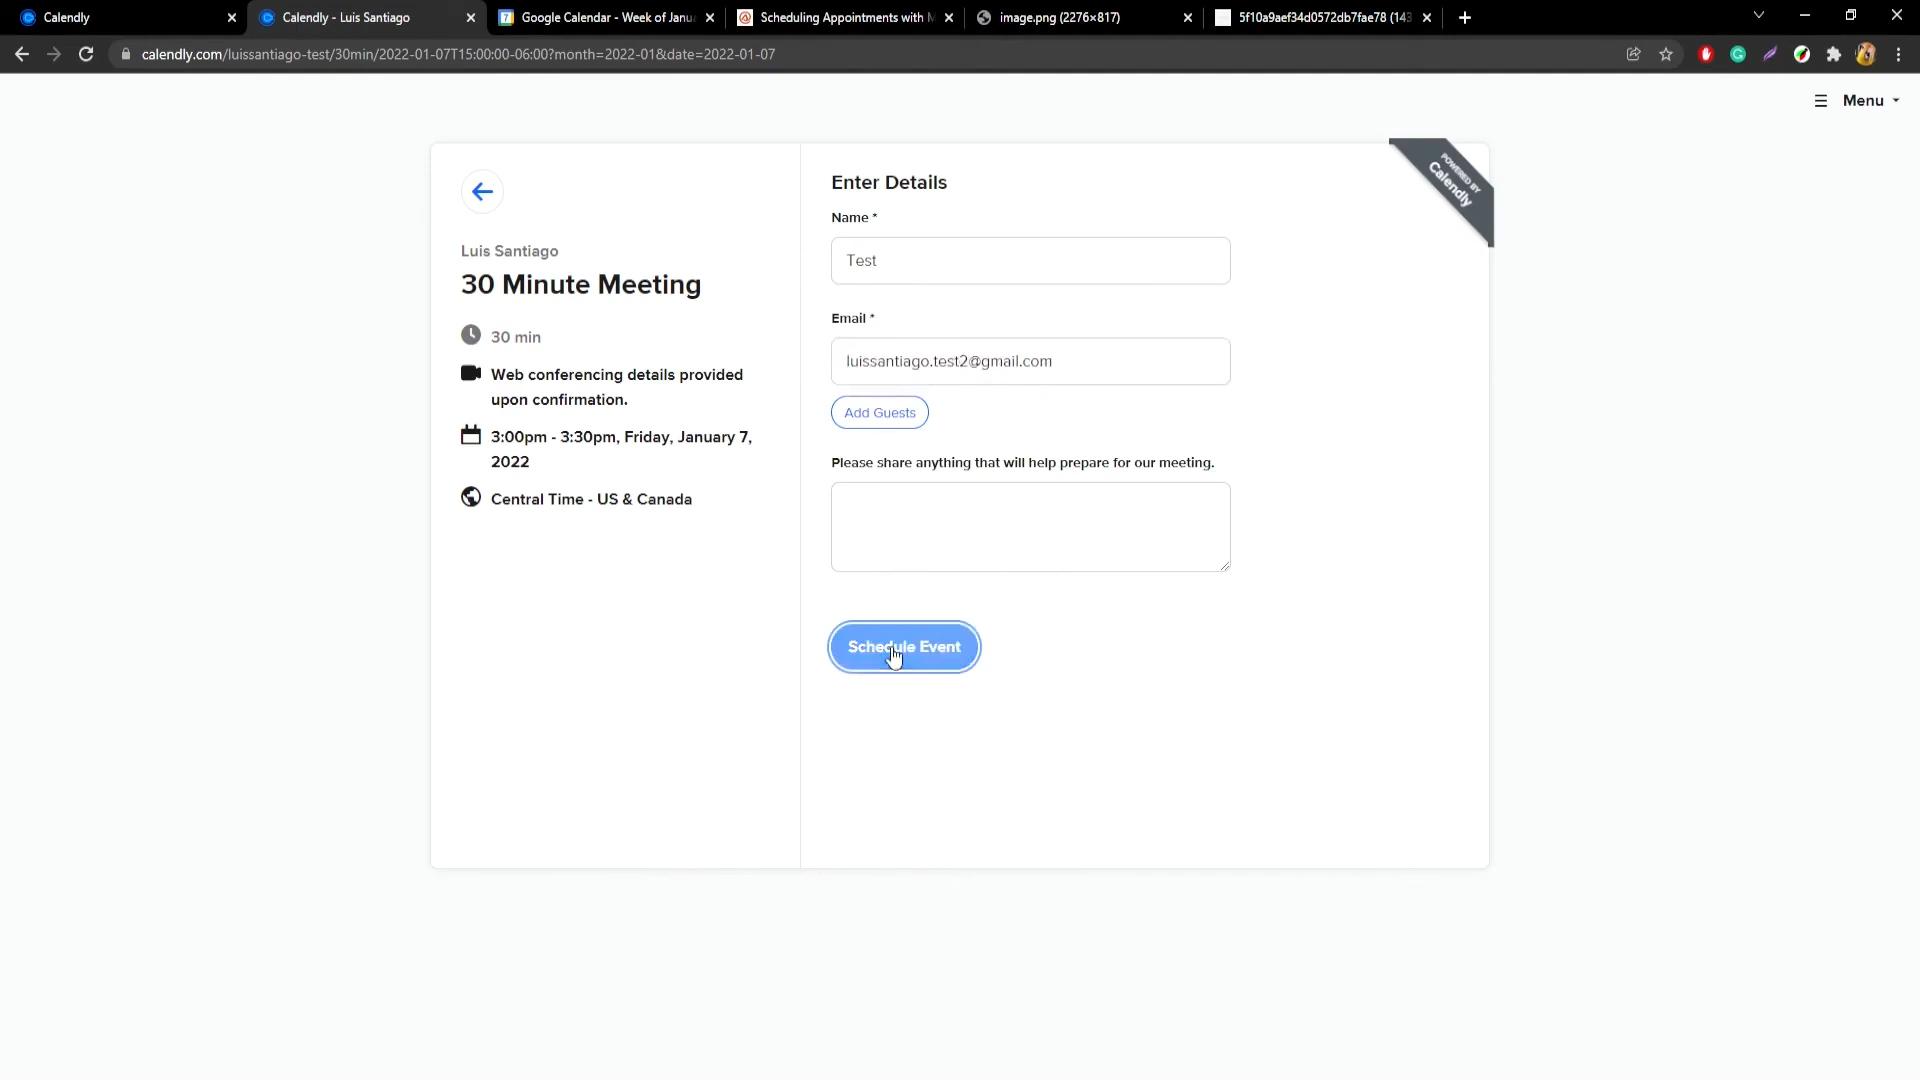 Calendly
Calendly - Luis Santiago
Google Calendar - Week of Janu
Scheduling Appointments with M
image.png (2276×817)
5f10a9aef34d0572db7fae78 (143
calendly.com/luissantiago-test/30min/2022-01-07T15:00:00-06:00?month=2022-01&date=2022-01-07
Menu
POWERED BY
Calendly
Luis Santiago
30 Minute Meeting
30 min
Web conferencing details provided
upon confirmation.
3:00pm - 3:30pm, Friday, January 7,
2022
Central Time - US & Canada
Enter Details
Name *
Test
Email *
luissantiago.test2@gmail.com
Add Guests
Please share anything that will help prepare for our meeting.
Schedule Event